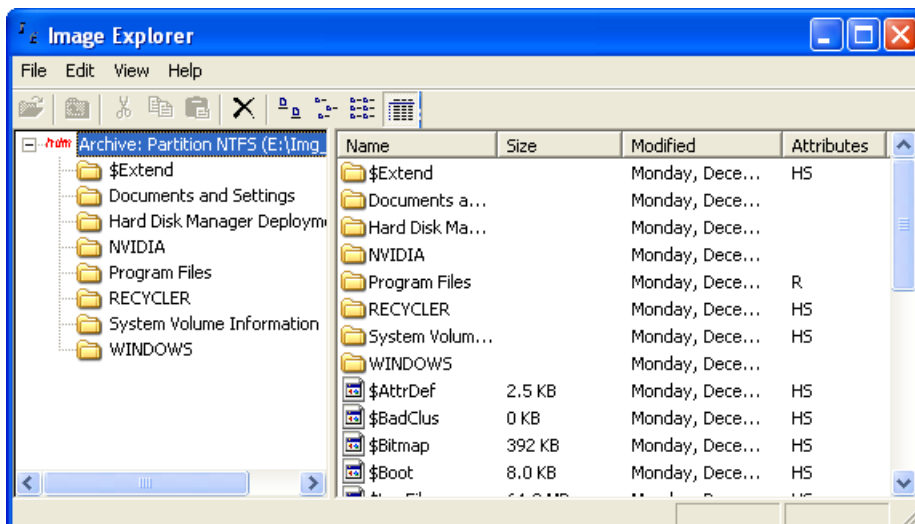 Image Explorer
File Edit View Help
Archive: Partition NTFS (E:\Img_
$Extend
Documents and Settings
Hard Disk Manager Deploym
NVIDIA
Program Files
RECYCLER
System Volume Information
WINDOWS
Name Size Modified Attributes
$Extend Monday, Dece... HS
Documents a... Monday, Dece...
Hard Disk Ma... Monday, Dece...
NVIDIA Monday, Dece...
Program Files Monday, Dece... R
RECYCLER Monday, Dece... HS
System Volum... Monday, Dece... HS
WINDOWS Monday, Dece...
$AttrDef 2.5 KB Monday, Dece... HS
$BadClus 0 KB Monday, Dece... HS
$Bitmap 392 KB Monday, Dece... HS
$Boot 8.0 KB Monday, Dece... HS